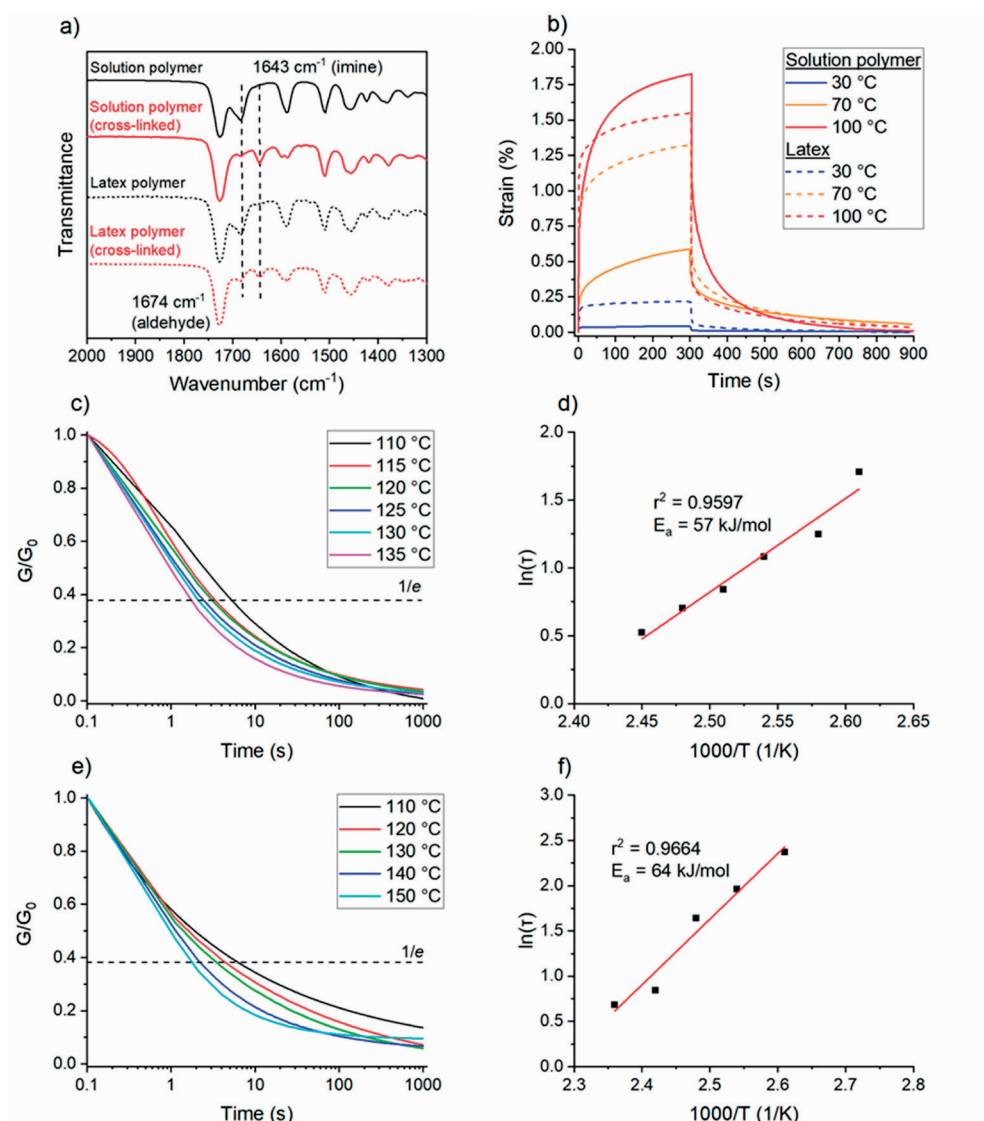 a)
Solution polymer
1643 cm⁻¹ (imine)
Solution polymer
(cross-linked)
Latex polymer
Latex polymer
(cross-linked)
1674 cm⁻¹
(aldehyde)
Transmittance
2000 1900 1800 1700 1600 1500 1400 1300
Wavenumber (cm⁻¹)
b)
2.00
1.75
1.50
1.25
1.00
0.75
0.50
0.25
0.00
Strain (%)
Solution polymer
30 °C
70 °C
100 °C
Latex
30 °C
70 °C
100 °C
0 100 200 300 400 500 600 700 800 900
Time (s)
c)
1.0
0.8
0.6
0.4
0.2
0.0
G/G₀
110 °C
115 °C
120 °C
125 °C
130 °C
135 °C
1/e
0.1 1 10 100 1000
Time (s)
d)
2.0
1.5
1.0
0.5
0.0
ln(τ)
r² = 0.9597
Eₐ = 57 kJ/mol
2.40 2.45 2.50 2.55 2.60 2.65
1000/T (1/K)
e)
1.0
0.8
0.6
0.4
0.2
0.0
G/G₀
110 °C
120 °C
130 °C
140 °C
150 °C
1/e
0.1 1 10 100 1000
Time (s)
f)
3.0
2.5
2.0
1.5
1.0
0.5
0.0
ln(τ)
r² = 0.9664
Eₐ = 64 kJ/mol
2.3 2.4 2.5 2.6 2.7 2.8
1000/T (1/K)